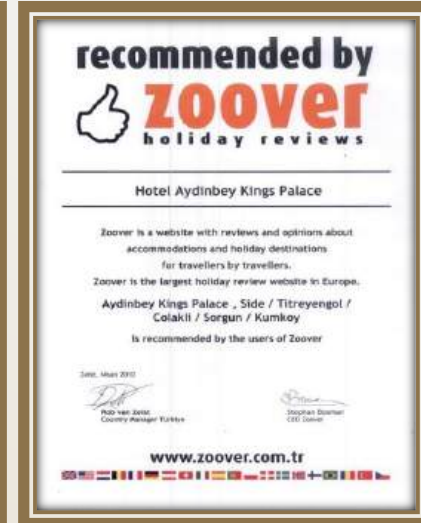 recommended by
zoover
holiday reviews
Hotel Aydinbey Kings Palace
Zoover is a website with reviews and opinions about
accommodations and holiday destinations
for travellers by travellers.
Zoover is the largest holiday review website in Europe.
Aydinbey Kings Palace , Side / Titreyengol /
Colakli / Sorgun / Kumkoy
is recommended by the users of Zoover
Zeist, 2012
Rob van
Country Manager Türkiye
Stephan
CEO Zoover
www.zoover.com.tr